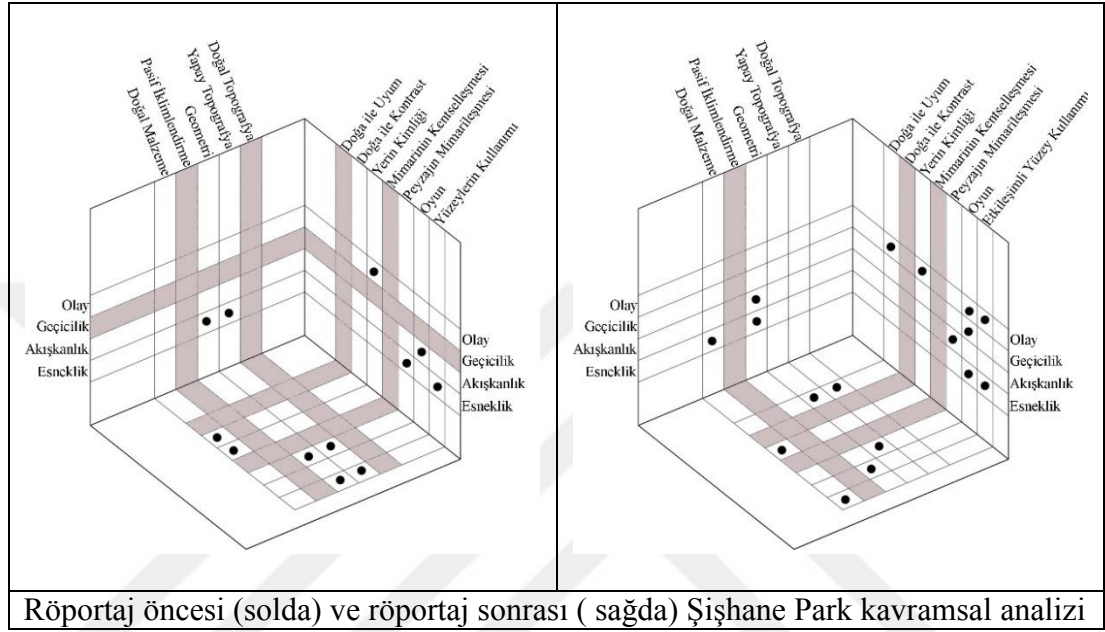 Doğal Malzeme
Pasif İklimlendirme
Geometri
Yapay Topografya
Doğal Topografya
Doğa ile Uyum
Doğa ile Kontrast
Yerin Kimliği
Mimarinin Kentselleşmesi
Peyzajın Mimarileşmesi
Oyun
Yüzeylerin Kullanımı
Olay
Geçicilik
Akışkanlık
Esneklik
Olay
Geçicilik
Akışkanlık
Esneklik
Doğal Malzeme
Pasif İklimlendirme
Geometri
Yapay Topografya
Doğal Topografya
Doğa ile Uyum
Doğa ile Kontrast
Yerin Kimliği
Mimarinin Kentselleşmesi
Peyzajın Mimarileşmesi
Oyun
Etkileşimli Yüzey Kullanımı
Olay
Geçicilik
Akışkanlık
Esneklik
Olay
Geçicilik
Akışkanlık
Esneklik
Röportaj öncesi (solda) ve röportaj sonrası ( sağda) Şişhane Park kavramsal analizi